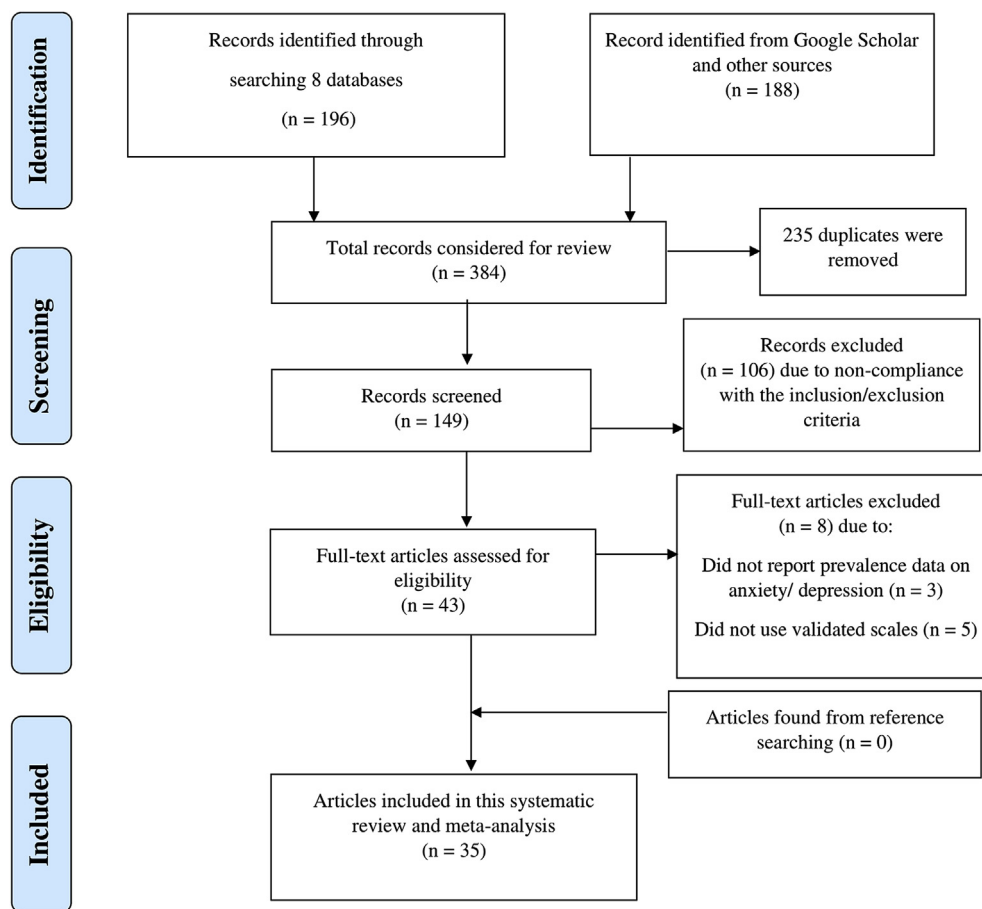 Identification
Records identified through
searching 8 databases
(n = 196)
Record identified from Google Scholar
and other sources
(n = 188)
Total records considered for review
(n = 384)
235 duplicates were
removed
Screening
Records screened
(n = 149)
Records excluded
(n = 106) due to non-compliance
with the inclusion/exclusion
criteria
Eligibility
Full-text articles assessed for
eligibility
(n = 43)
Full-text articles excluded
(n = 8) due to:
Did not report prevalence data on
anxiety/ depression (n = 3)
Did not use validated scales (n = 5)
Articles found from reference
searching (n = 0)
Included
Articles included in this systematic
review and meta-analysis
(n = 35)